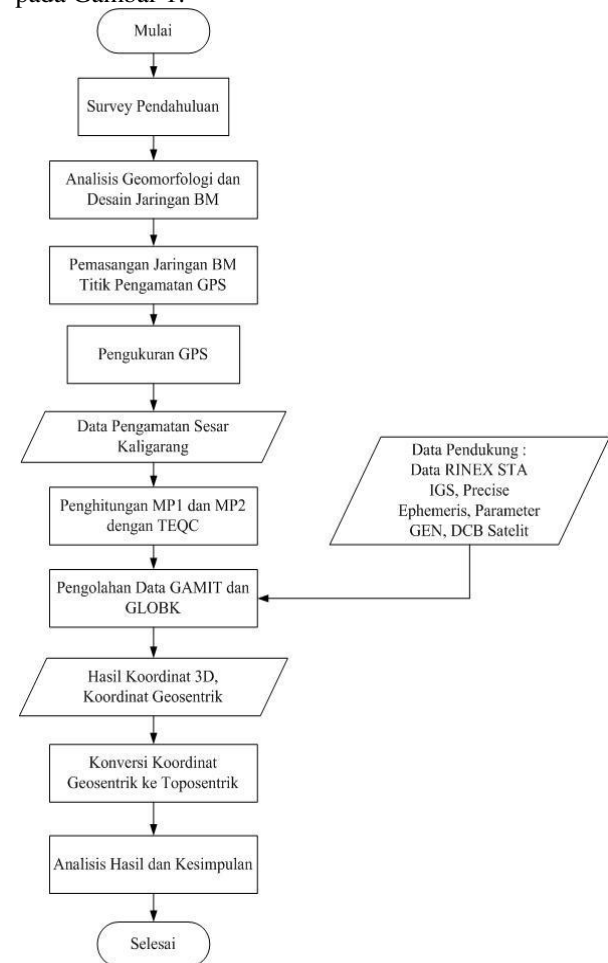 pada Gambar 1.
Mulai
Survey Pendahuluan
Analisis Geomorfologi dan
Desain Jaringan BM
Pemasangan Jaringan BM
Titik Pengamatan GPS
Pengukuran GPS
Data Pengamatan Sesar
Kaligarang
Penghitungan MP1 dan MP2
dengan TEQC
Data Pendukung :
Data RINEX STA
IGS, Precise
Ephemeris, Parameter
GEN, DCB Satelit
Pengolahan Data GAMIT dan
GLOBK
Hasil Koordinat 3D,
Koordinat Geosentrik
Konversi Koordinat
Geosentrik ke Toposentrik
Analisis Hasil dan Kesimpulan
Selesai